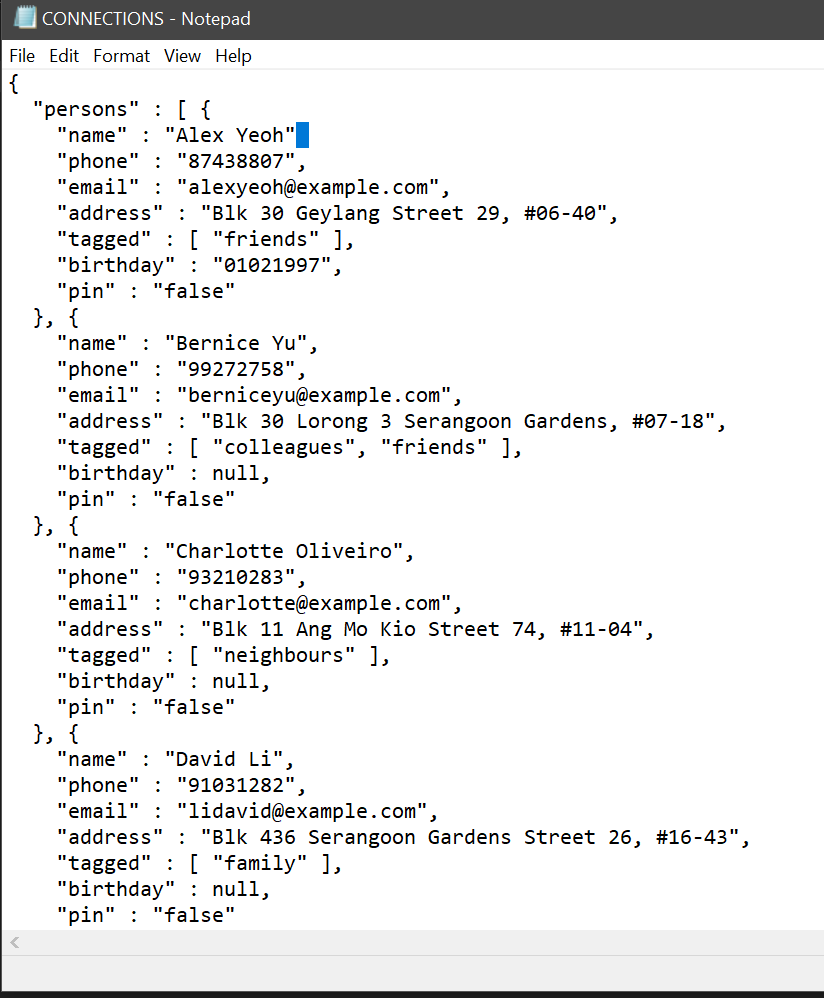 CONNECTIONS - Notepad
File Edit Format View Help
{
  "persons" : [ {
    "name" : "Alex Yeoh"
    "phone" : "87438807",
    "email" : "alexyeoh@example.com",
    "address" : "Blk 30 Geylang Street 29, #06-40",
    "tagged" : [ "friends" ],
    "birthday" : "01021997",
    "pin" : "false"
  }, {
    "name" : "Bernice Yu",
    "phone" : "99272758",
    "email" : "berniceyu@example.com",
    "address" : "Blk 30 Lorong 3 Serangoon Gardens, #07-18",
    "tagged" : [ "colleagues", "friends" ],
    "birthday" : null,
    "pin" : "false"
  }, {
    "name" : "Charlotte Oliveiro",
    "phone" : "93210283",
    "email" : "charlotte@example.com",
    "address" : "Blk 11 Ang Mo Kio Street 74, #11-04",
    "tagged" : [ "neighbours" ],
    "birthday" : null,
    "pin" : "false"
  }, {
    "name" : "David Li",
    "phone" : "91031282",
    "email" : "lidavid@example.com",
    "address" : "Blk 436 Serangoon Gardens Street 26, #16-43",
    "tagged" : [ "family" ],
    "birthday" : null,
    "pin" : "false"